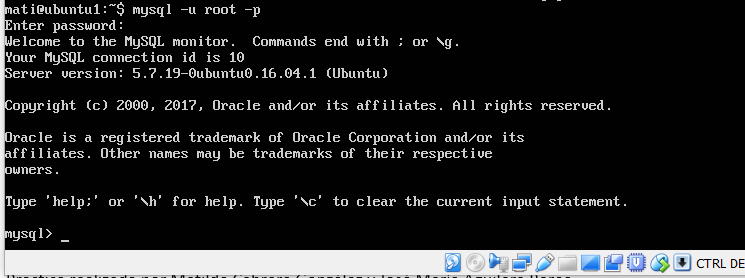 mati@ubuntu1:~$ mysql -u root -p
Enter password:
Welcome to the MySQL monitor.  Commands end with ; or \g.
Your MySQL connection id is 10
Server version: 5.7.19-0ubuntu0.16.04.1 (Ubuntu)
Copyright (c) 2000, 2017, Oracle and/or its affiliates. All rights reserved.
Oracle is a registered trademark of Oracle Corporation and/or its
affiliates. Other names may be trademarks of their respective
owners.
Type 'help;' or '\h' for help. Type '\c' to clear the current input statement.
mysql> _
CTRL DE